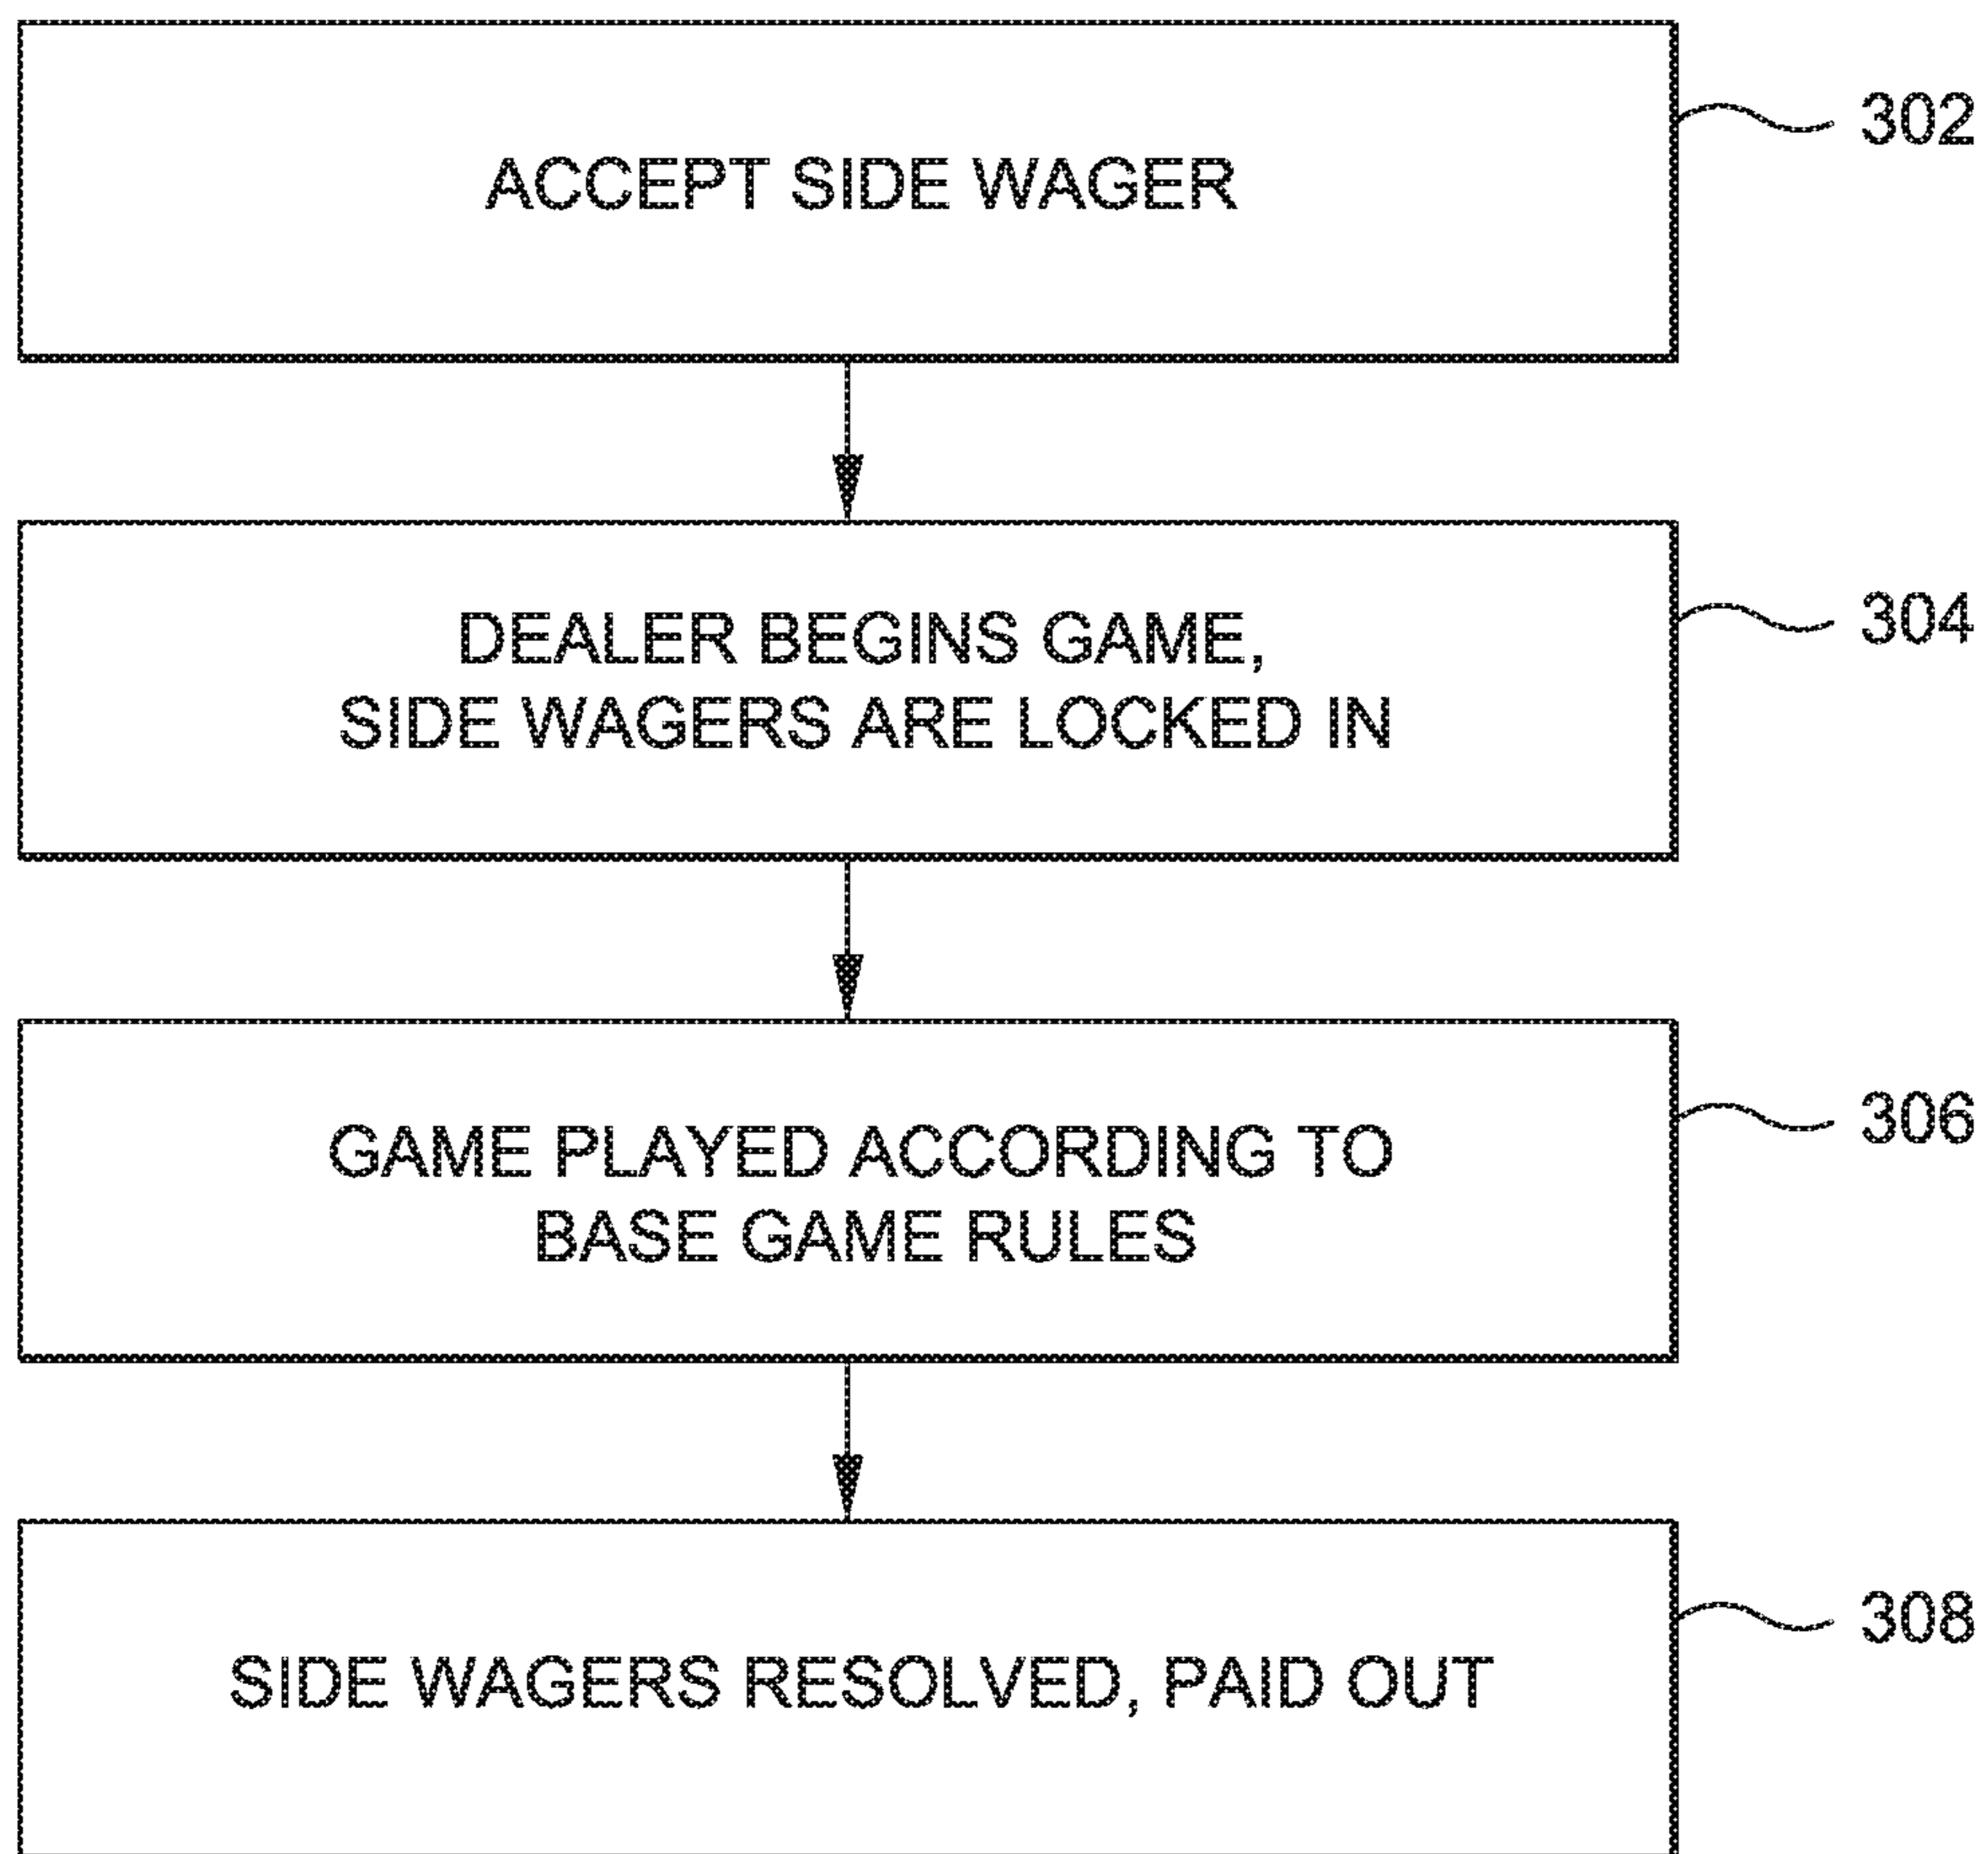 ACCEPT SIDE WAGER
302
DEALER BEGINS GAME,
SIDE WAGERS ARE LOCKED IN
304
GAME PLAYED ACCORDING TO
BASE GAME RULES
306
SIDE WAGERS RESOLVED, PAID OUT
308